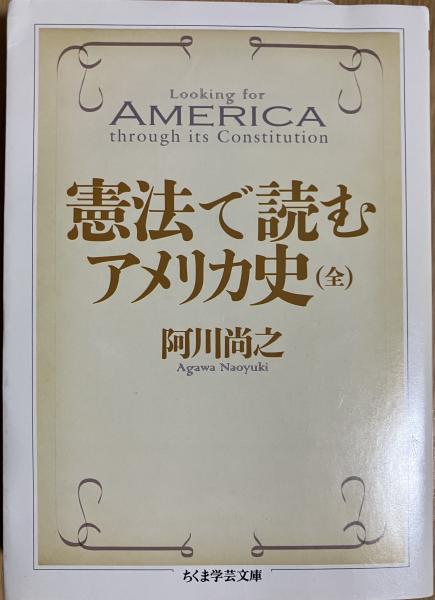 Looking for
AMERICA
through its Constitution
憲法で読む
アメリカ史(全)
阿川尚之
Agawa Naoyuki
ちくま学芸文庫